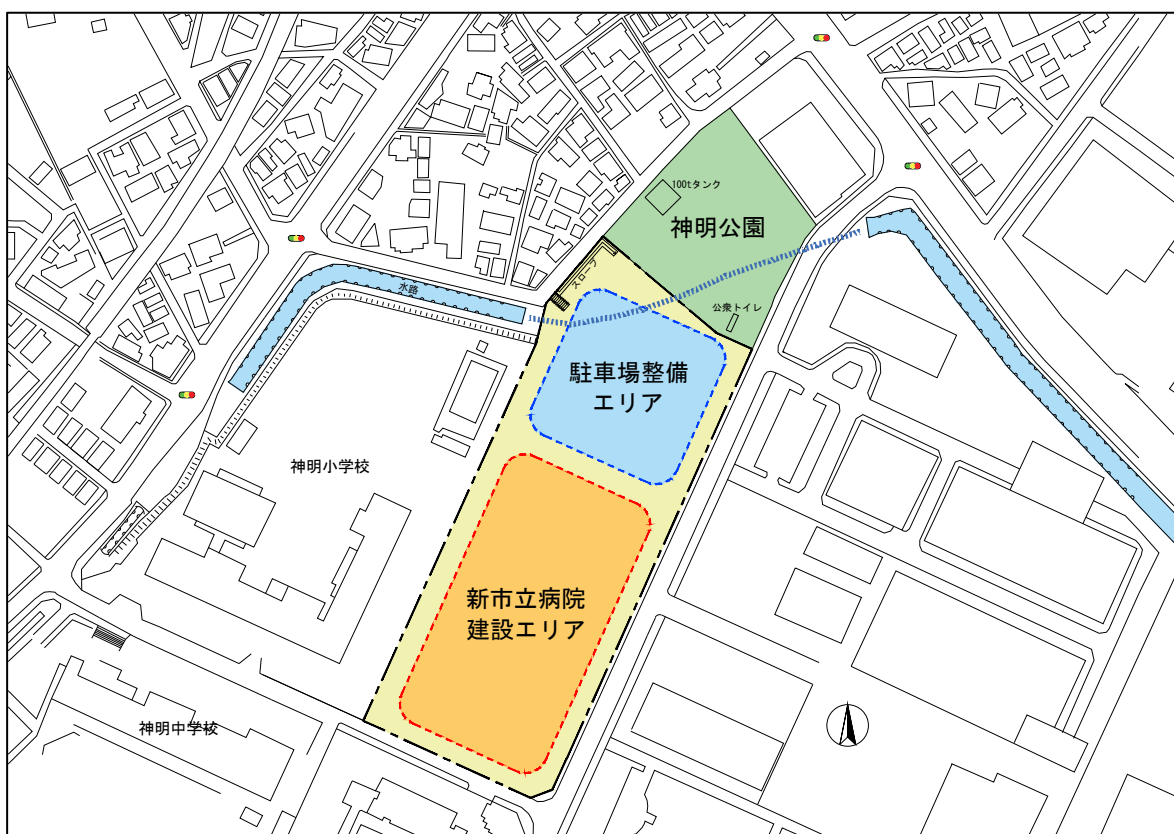 100tタンク
神明公園
スロープ
水路
公衆トイレ
駐車場整備
エリア
神明小学校
新市立病院
建設エリア
神明中学校